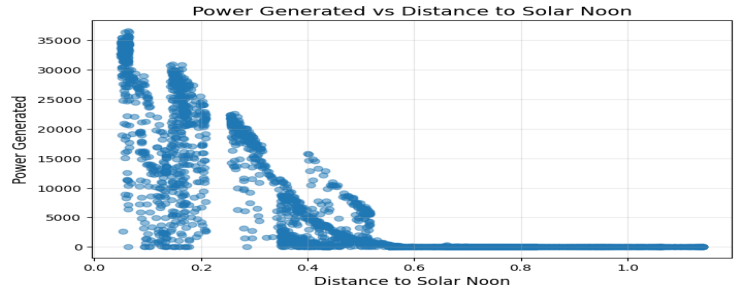 Power Generated vs Distance to Solar Noon
Power Generated
35000
30000
25000
20000
15000
10000
5000
0
0.0 0.2 0.4 0.6 0.8 1.0
Distance to Solar Noon